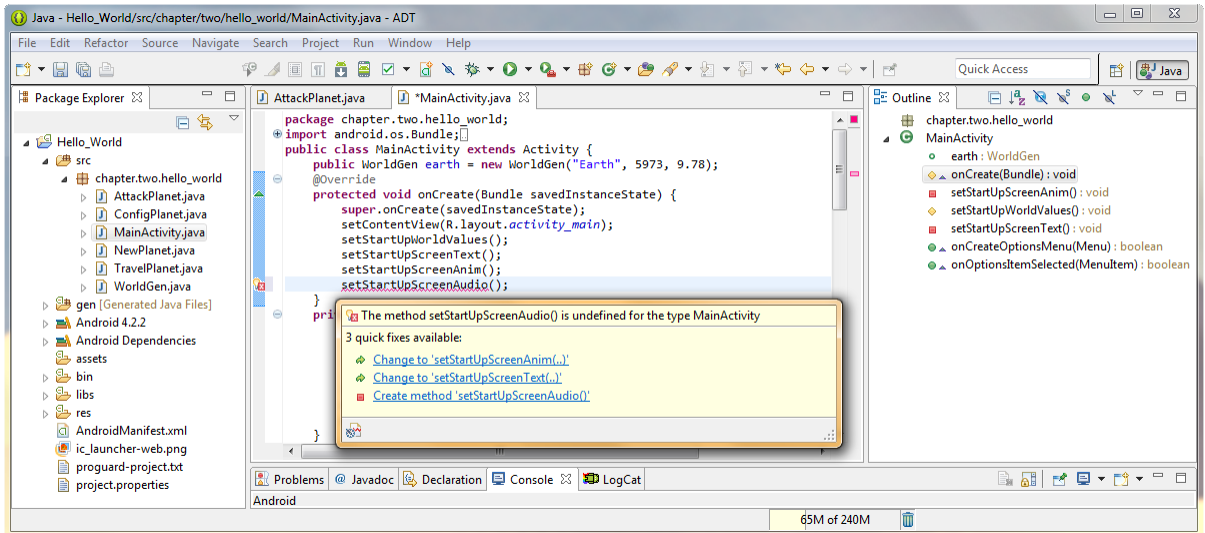 Java - Hello_World/src/chapter/two/hello_world/MainActivity.java - ADT
File Edit Refactor Source Navigate Search Project Run Window Help
Quick Access
Java
Package Explorer
Hello_World
src
chapter.two.hello_world
AttackPlanet.java
ConfigPlanet.java
MainActivity.java
NewPlanet.java
TravelPlanet.java
WorldGen.java
gen [Generated Java Files]
Android 4.2.2
Android Dependencies
assets
bin
libs
res
AndroidManifest.xml
ic_launcher-web.png
proguard-project.txt
project.properties
AttackPlanet.java *MainActivity.java
package chapter.two.hello_world;
import android.os.Bundle;
public class MainActivity extends Activity {
public WorldGen earth = new WorldGen("Earth", 5973, 9.78);
@Override
protected void onCreate(Bundle savedInstanceState) {
super.onCreate(savedInstanceState);
setContentView(R.layout.activity_main);
setStartUpWorldValues();
setStartUpScreenText();
setStartUpScreenAnim();
setStartUpScreenAudio();
}
pri
The method setStartUpScreenAudio() is undefined for the type MainActivity
3 quick fixes available:
Change to 'setStartUpScreenAnim(..)'
Change to 'setStartUpScreenText(..)'
Create method 'setStartUpScreenAudio()'
}
Outline
chapter.two.hello_world
MainActivity
earth : WorldGen
onCreate(Bundle) : void
setStartUpScreenAnim() : void
setStartUpWorldValues() : void
setStartUpScreenText() : void
onCreateOptionsMenu(Menu) : boolean
onOptionsItemSelected(MenuItem) : boolean
Problems @ Javadoc Declaration Console LogCat
Android
65M of 240M